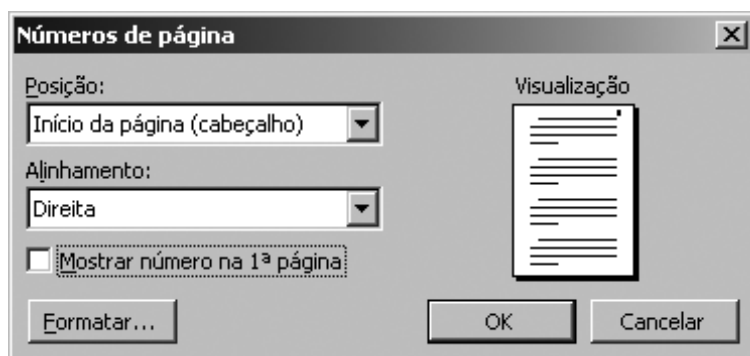 Números de página
Posição:
Visualização
Início da página (cabeçalho)
Alinhamento:
Direita
Mostrar número na 1ª página
Formatar...
OK
Cancelar